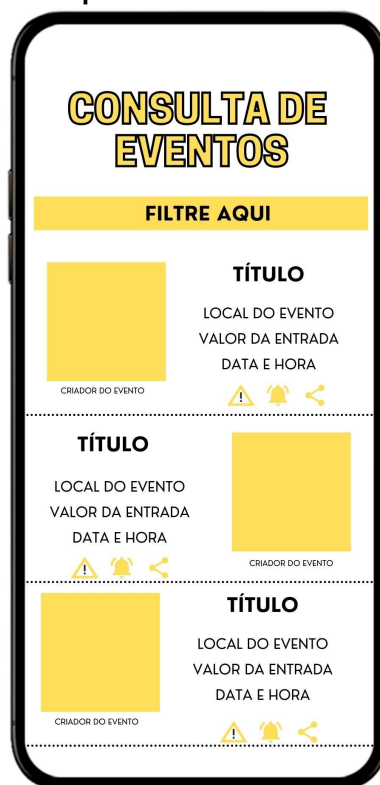 CONSULTA DE
EVENTOS
FILTRE AQUI
TÍTULO
LOCAL DO EVENTO
VALOR DA ENTRADA
DATA E HORA
CRIADOR DO EVENTO
TÍTULO
LOCAL DO EVENTO
VALOR DA ENTRADA
DATA E HORA
CRIADOR DO EVENTO
TÍTULO
LOCAL DO EVENTO
VALOR DA ENTRADA
DATA E HORA
CRIADOR DO EVENTO